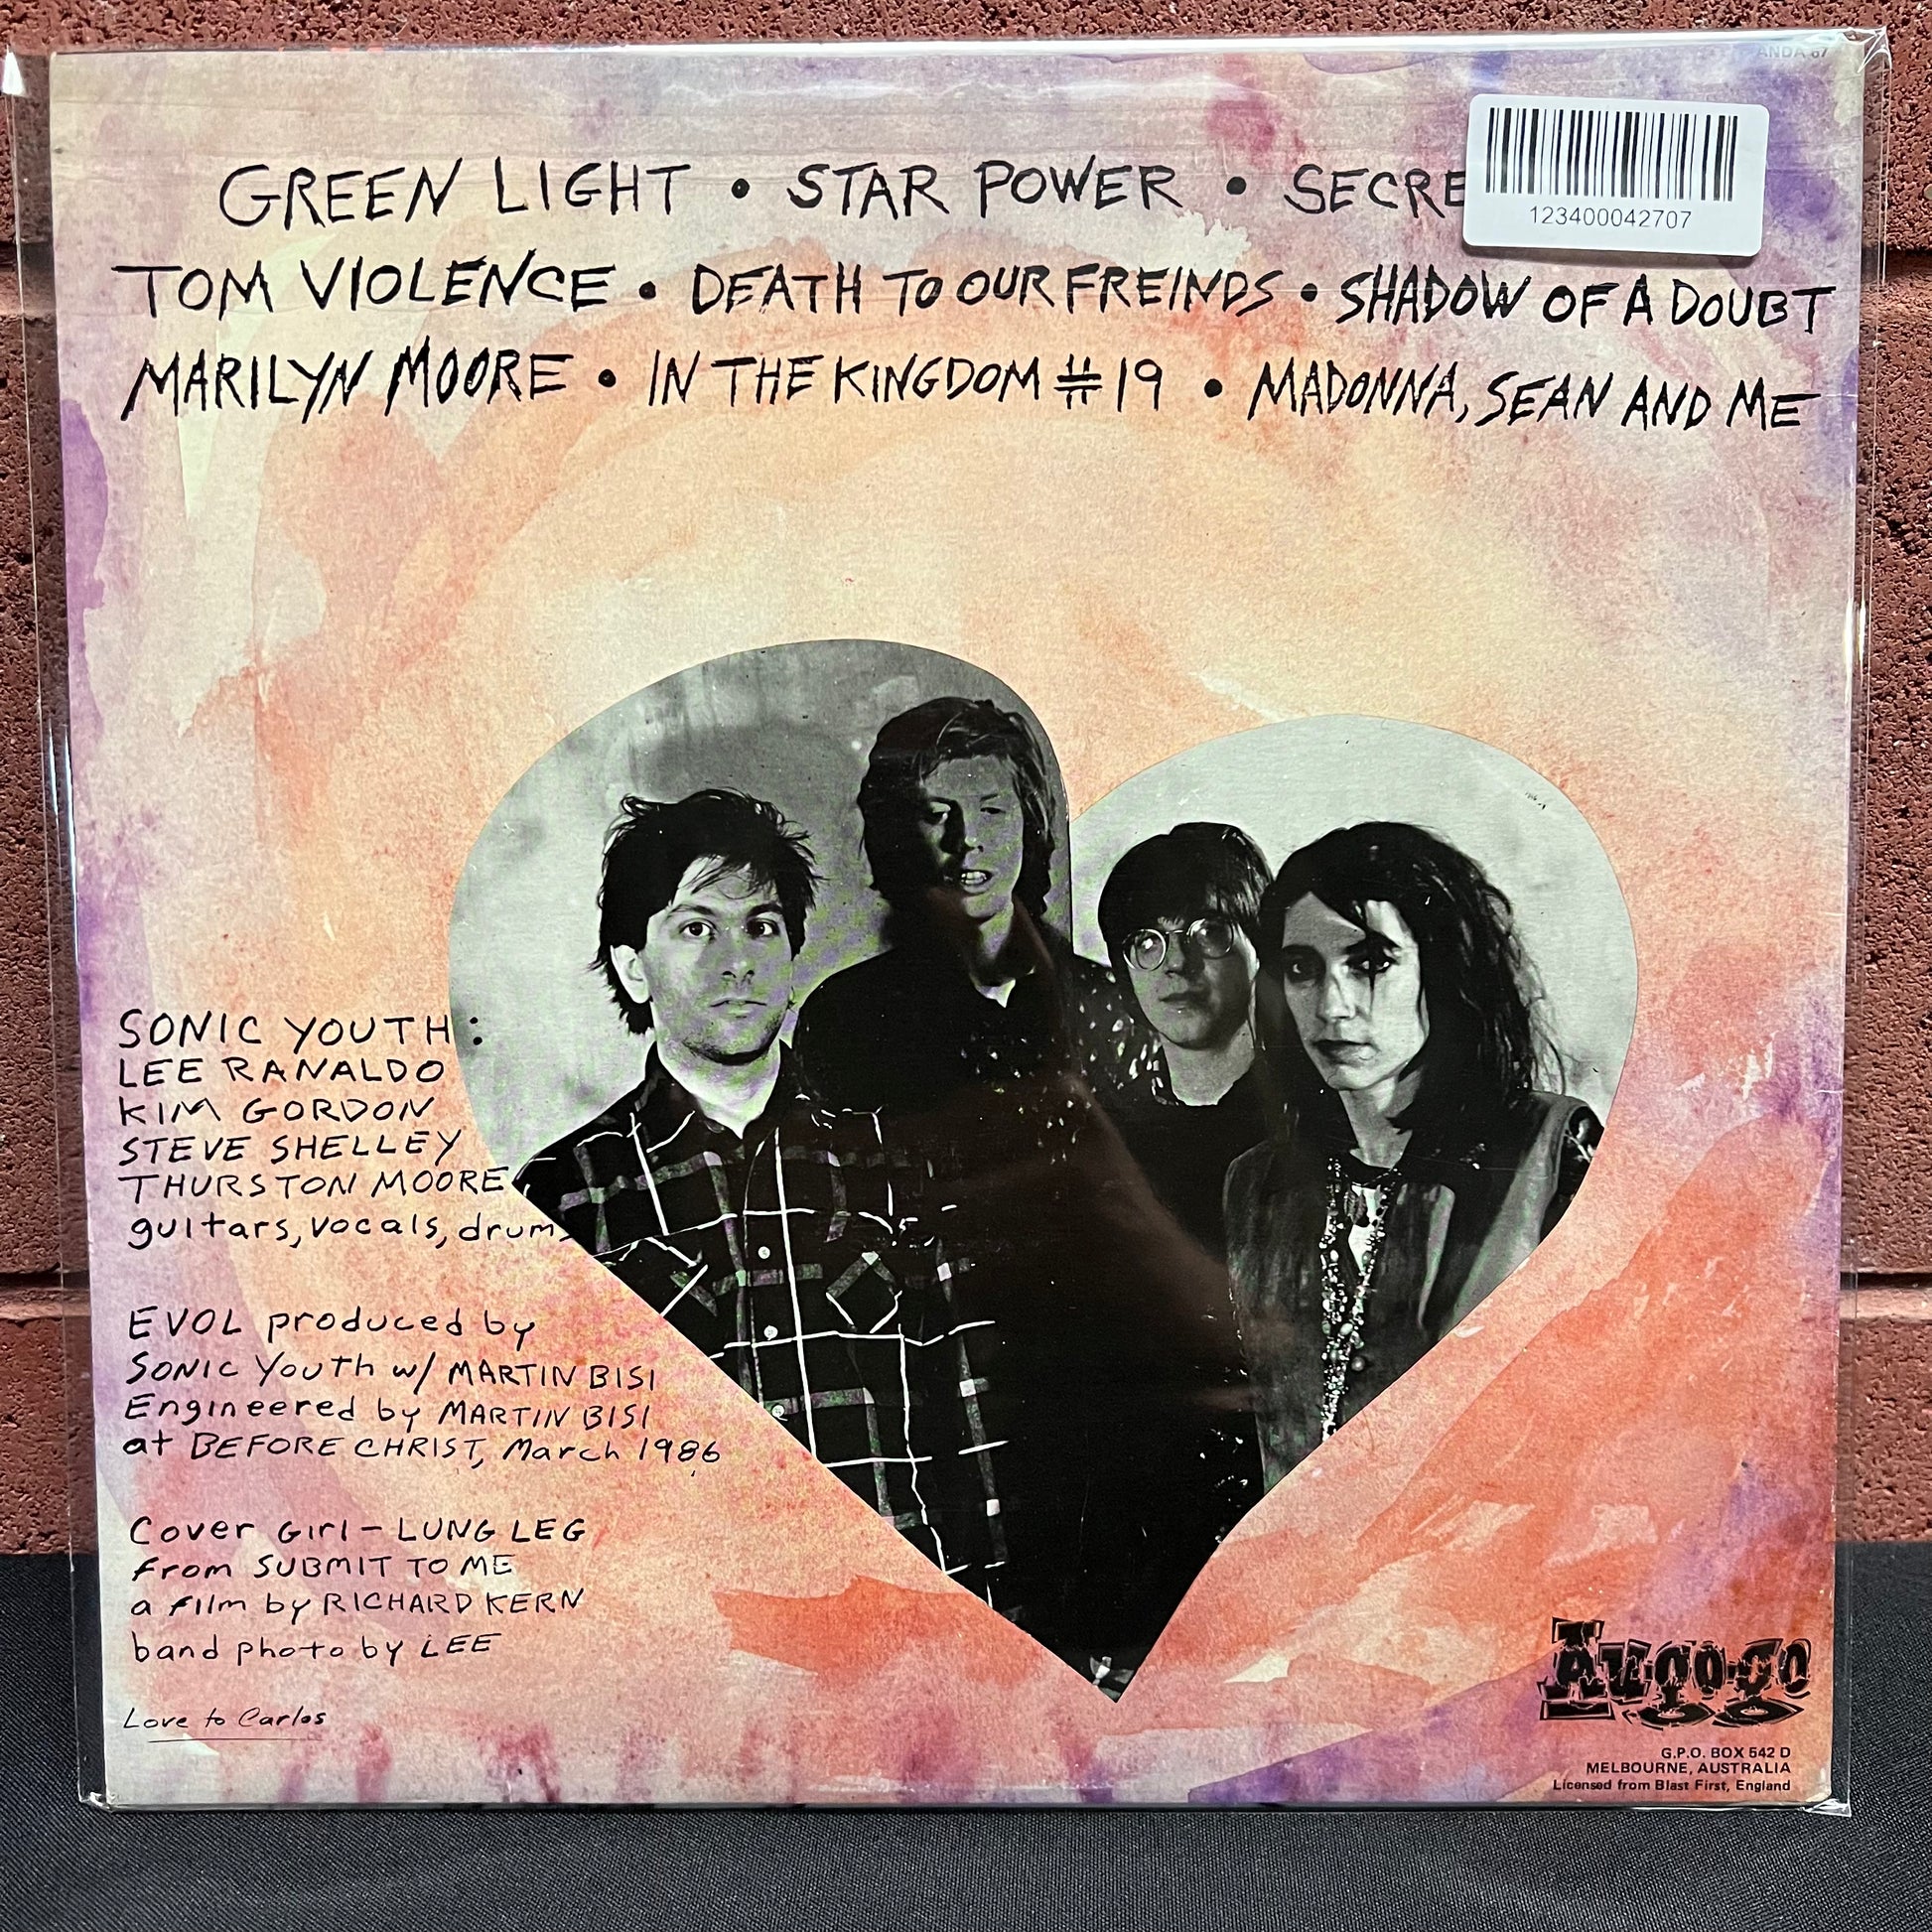 ANDA 67
GREEN LIGHT • STAR POWER • SECRE
123400042707
TOM VIOLENCE • DEATH TO OUR FREINDS • SHADOW OF A DOUBT
MARILYN MOORE • IN THE KINGDOM #19 • MADONNA, SEAN AND ME
SONIC YOUTH:
LEE RANALDO
KIM GORDON
STEVE SHELLEY
THURSTON MOORE
guitars, vocals, drums
EVOL produced by
SONIC YOUTH w/ MARTIN BISI
Engineered by MARTIN BISI
at BEFORE CHRIST, March 1986
Cover Girl – LUNG LEG
from SUBMIT TO ME
a film by RICHARD KERN
band photo by LEE
Love to Carlos
Augogo
G.P.O. BOX 542 D
MELBOURNE, AUSTRALIA
Licensed from Blast First, England